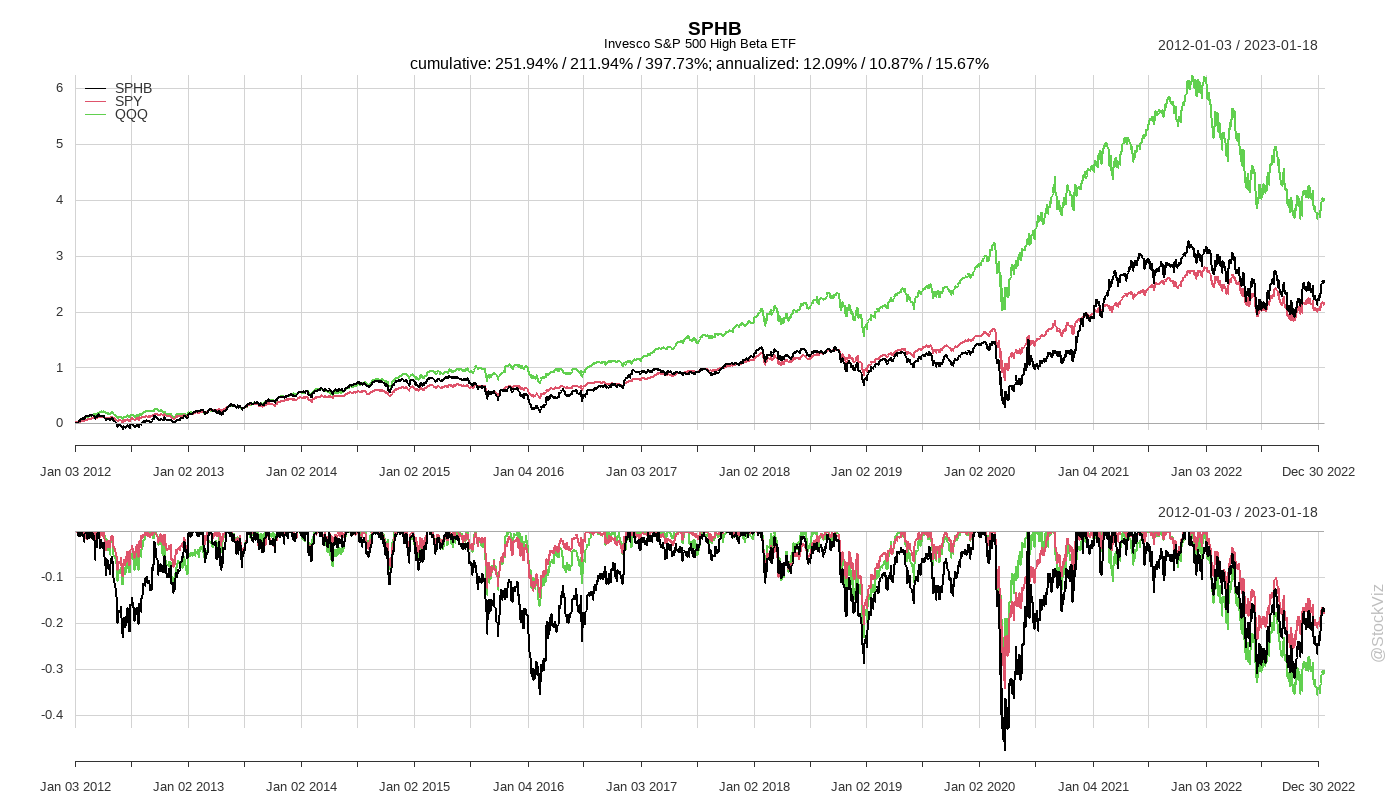 SPHB
Invesco S&P 500 High Beta ETF
2012-01-03 / 2023-01-18
cumulative: 251.94% / 211.94% / 397.73%; annualized: 12.09% / 10.87% / 15.67%
SPHB
SPY
QQQ
6
5
4
3
2
1
0
Jan 03 2012 Jan 02 2013 Jan 02 2014 Jan 02 2015 Jan 04 2016 Jan 03 2017 Jan 02 2018 Jan 02 2019 Jan 02 2020 Jan 04 2021 Jan 03 2022 Dec 30 2022
2012-01-03 / 2023-01-18
-0.1
-0.2
-0.3
-0.4
Jan 03 2012 Jan 02 2013 Jan 02 2014 Jan 02 2015 Jan 04 2016 Jan 03 2017 Jan 02 2018 Jan 02 2019 Jan 02 2020 Jan 04 2021 Jan 03 2022 Dec 30 2022
@StockViz